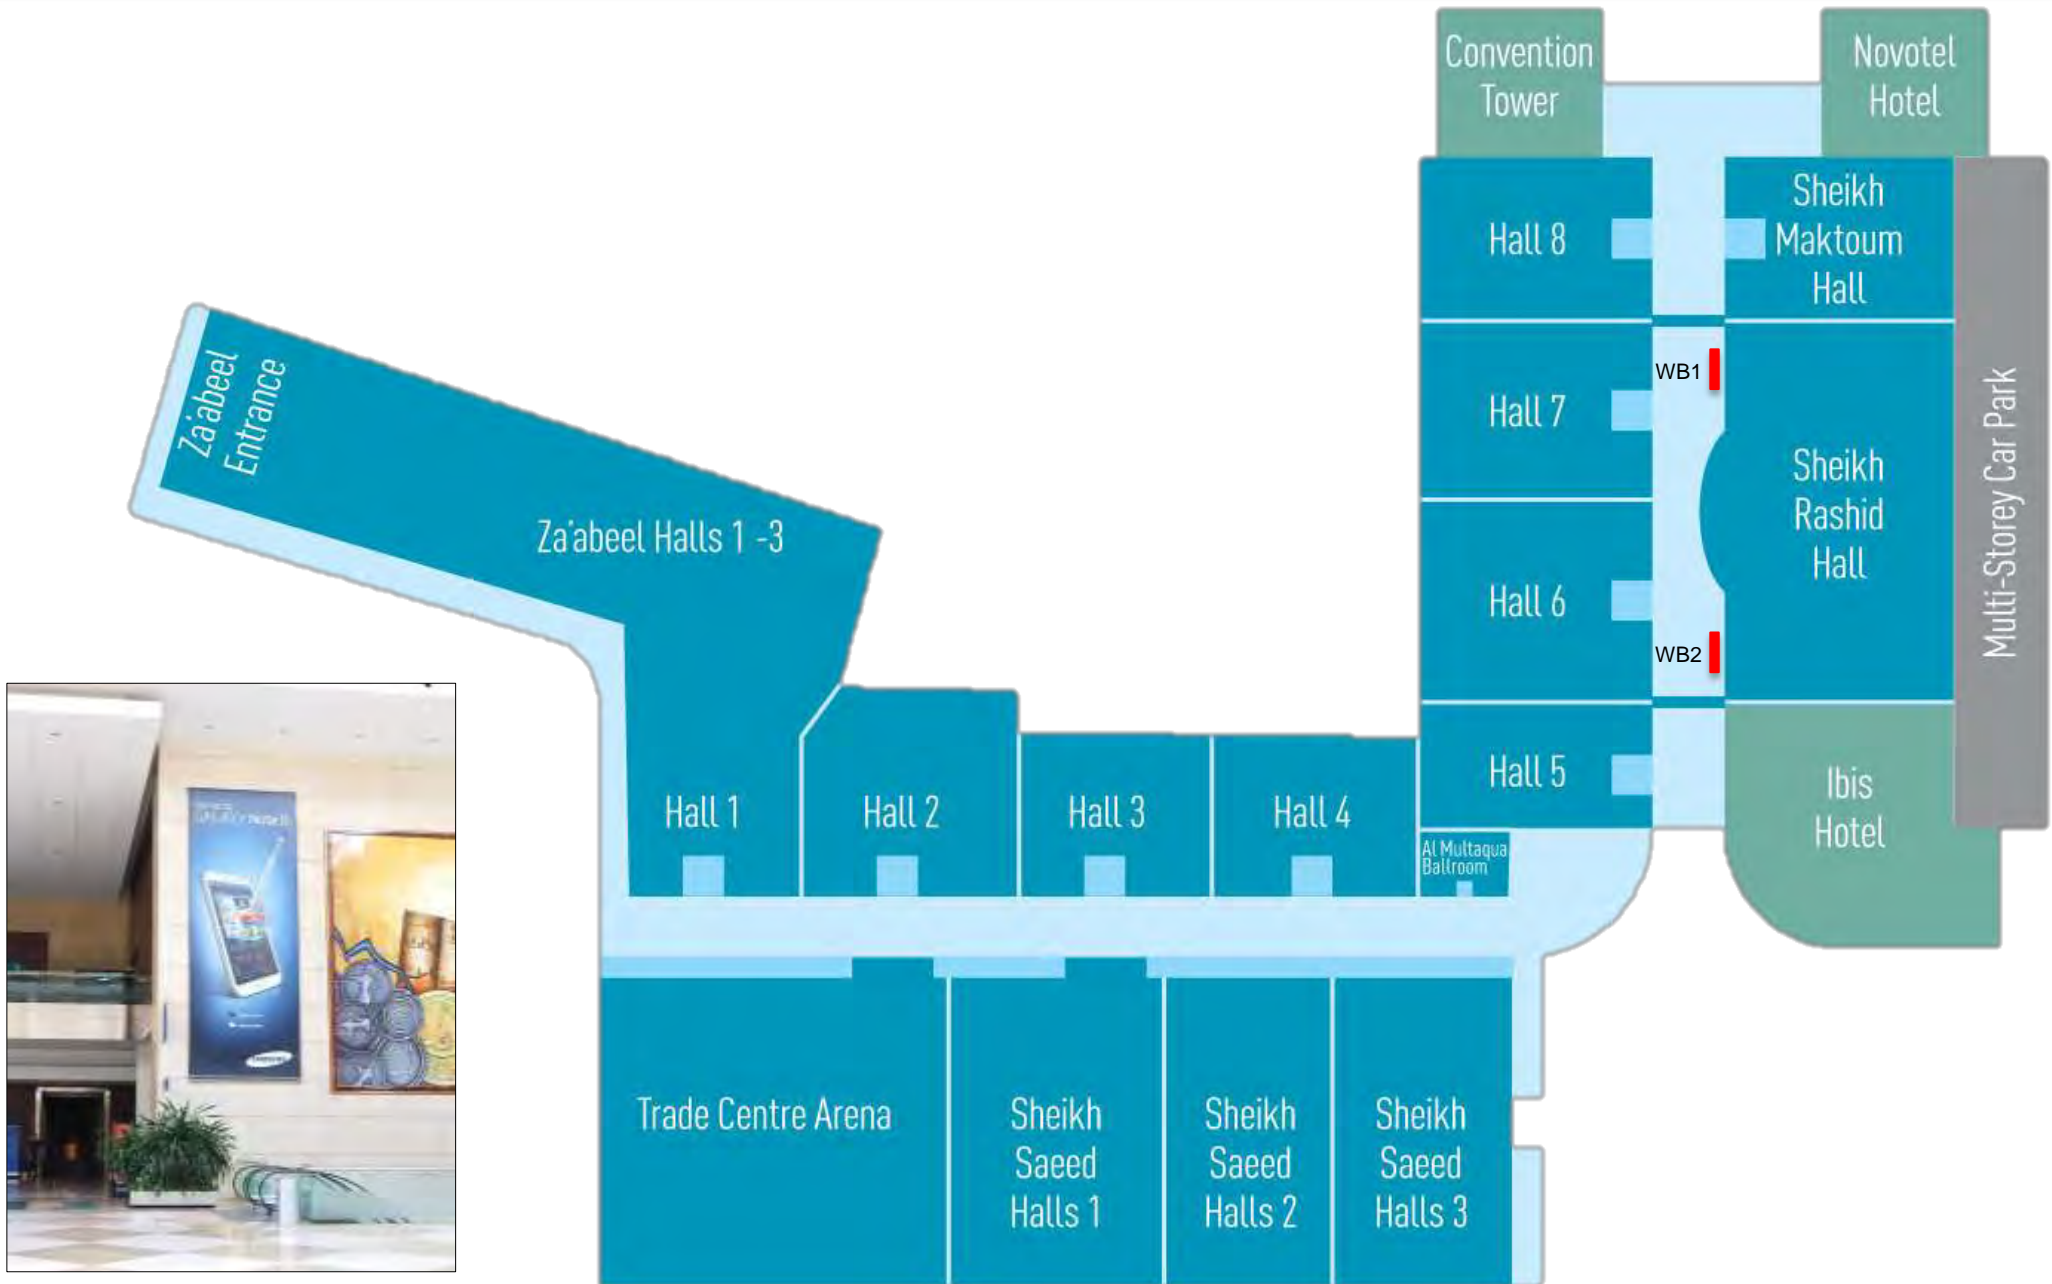 Convention
Tower
Novotel
Hotel
Hall 8
Sheikh
Maktoum
Hall
WB1
Hall 7
Sheikh
Rashid
Hall
Hall 6
WB2
Multi-Storey Car Park
Hall 5
Ibis
Hotel
Za'abeel
Entrance
Za'abeel Halls 1 -3
Hall 1
Hall 2
Hall 3
Hall 4
Al Multaqua
Ballroom
Trade Centre Arena
Sheikh
Saeed
Halls 1
Sheikh
Saeed
Halls 2
Sheikh
Saeed
Halls 3
GALAXY Note II
SAMSUNG